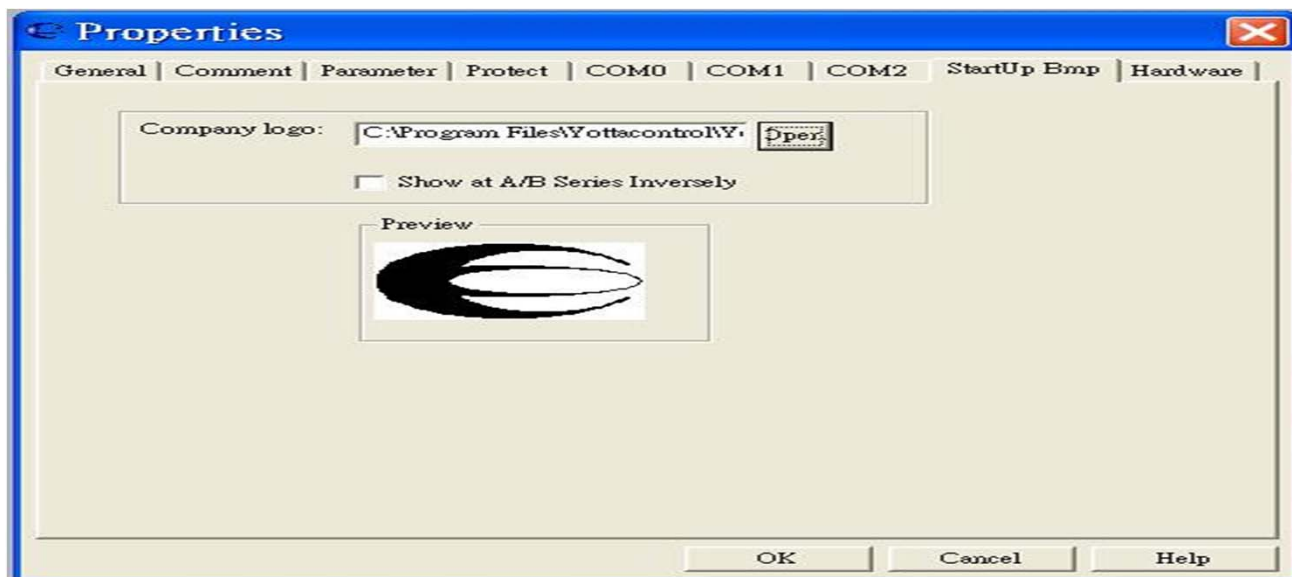 Properties
General Comment Parameter Protect COM0 COM1 COM2 StartUp Bmp Hardware
Company logo: C:\Program Files\Yottacontrol\Y
Show at A/B Series Inversely
Preview
OK Cancel Help